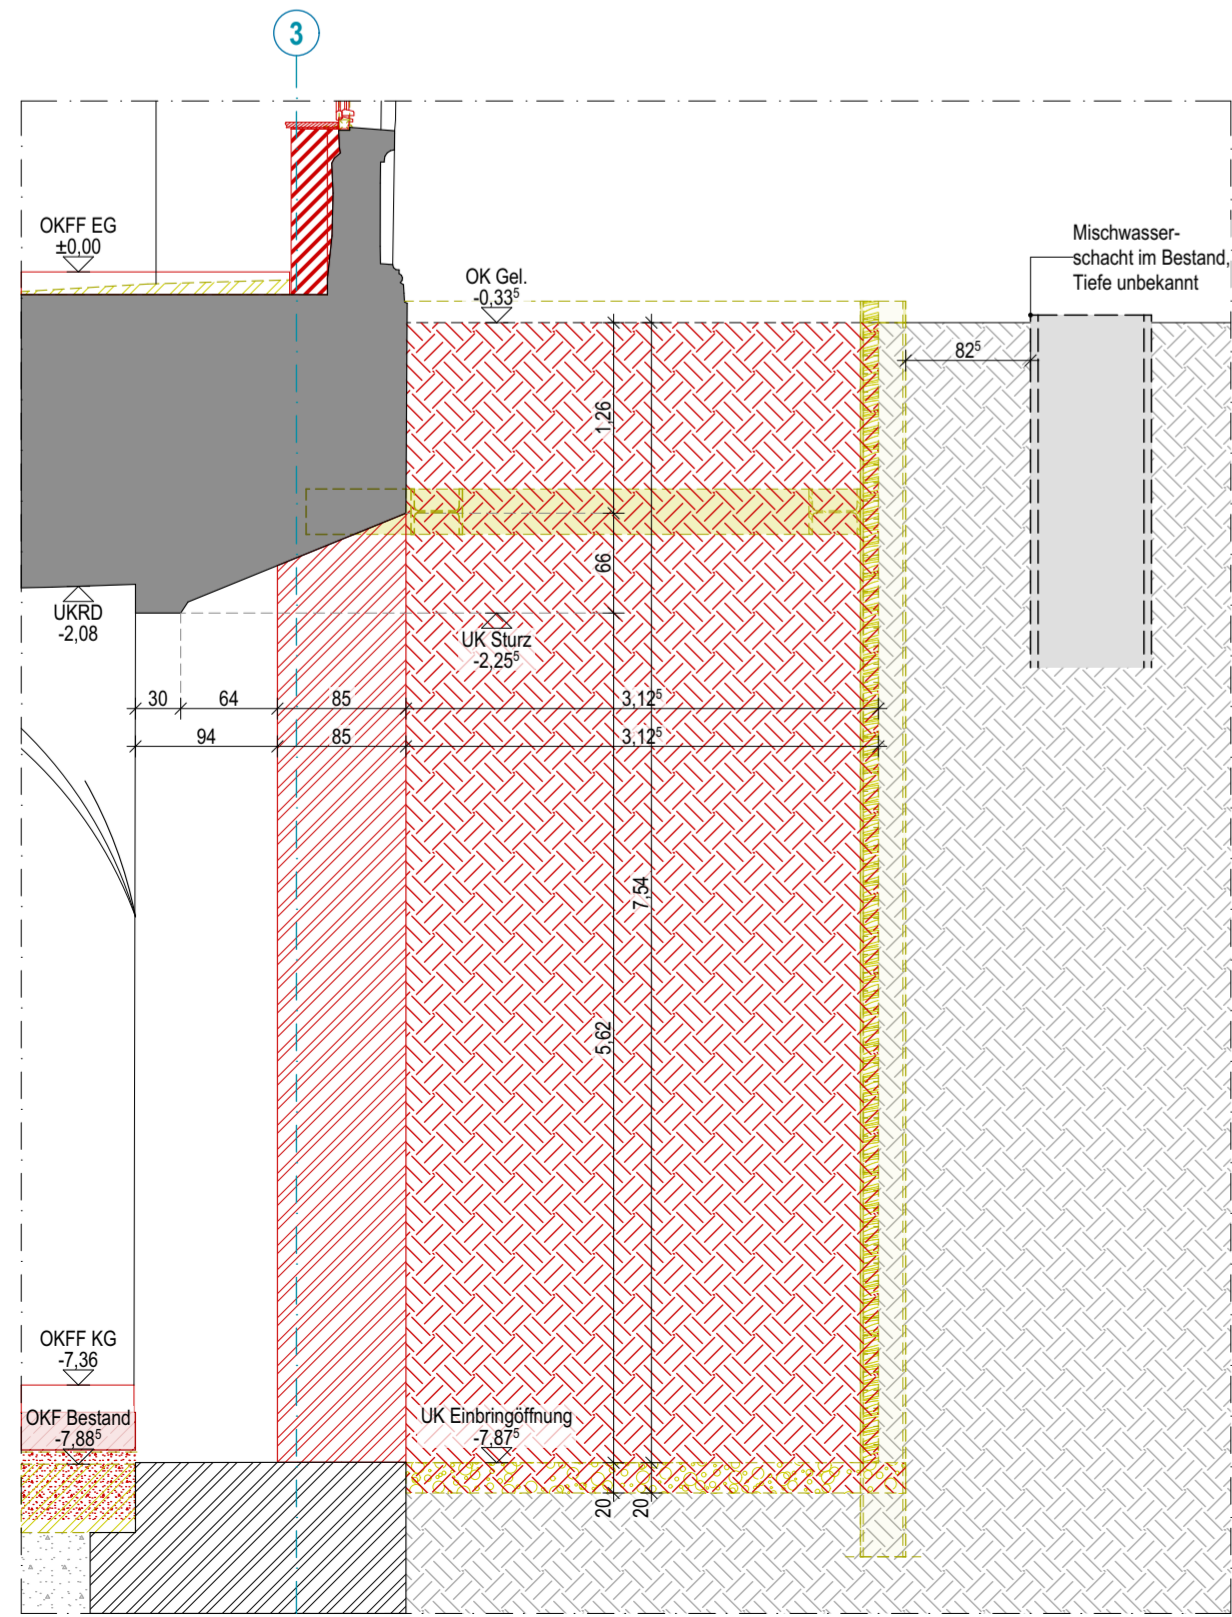 3
OKFF EG
±0,00
OK Gel.
-0,33⁵
Mischwasser-
schacht im Bestand,
Tiefe unbekannt
82⁵
1,26
66
UKRD
-2,08
UK Sturz
-2,25⁵
30
64
85
3,12⁵
94
85
3,12⁵
7,54
5,62
OKFF KG
-7,36
OKF Bestand
-7,88⁵
UK Einbringöffnung
-7,87⁵
20
20